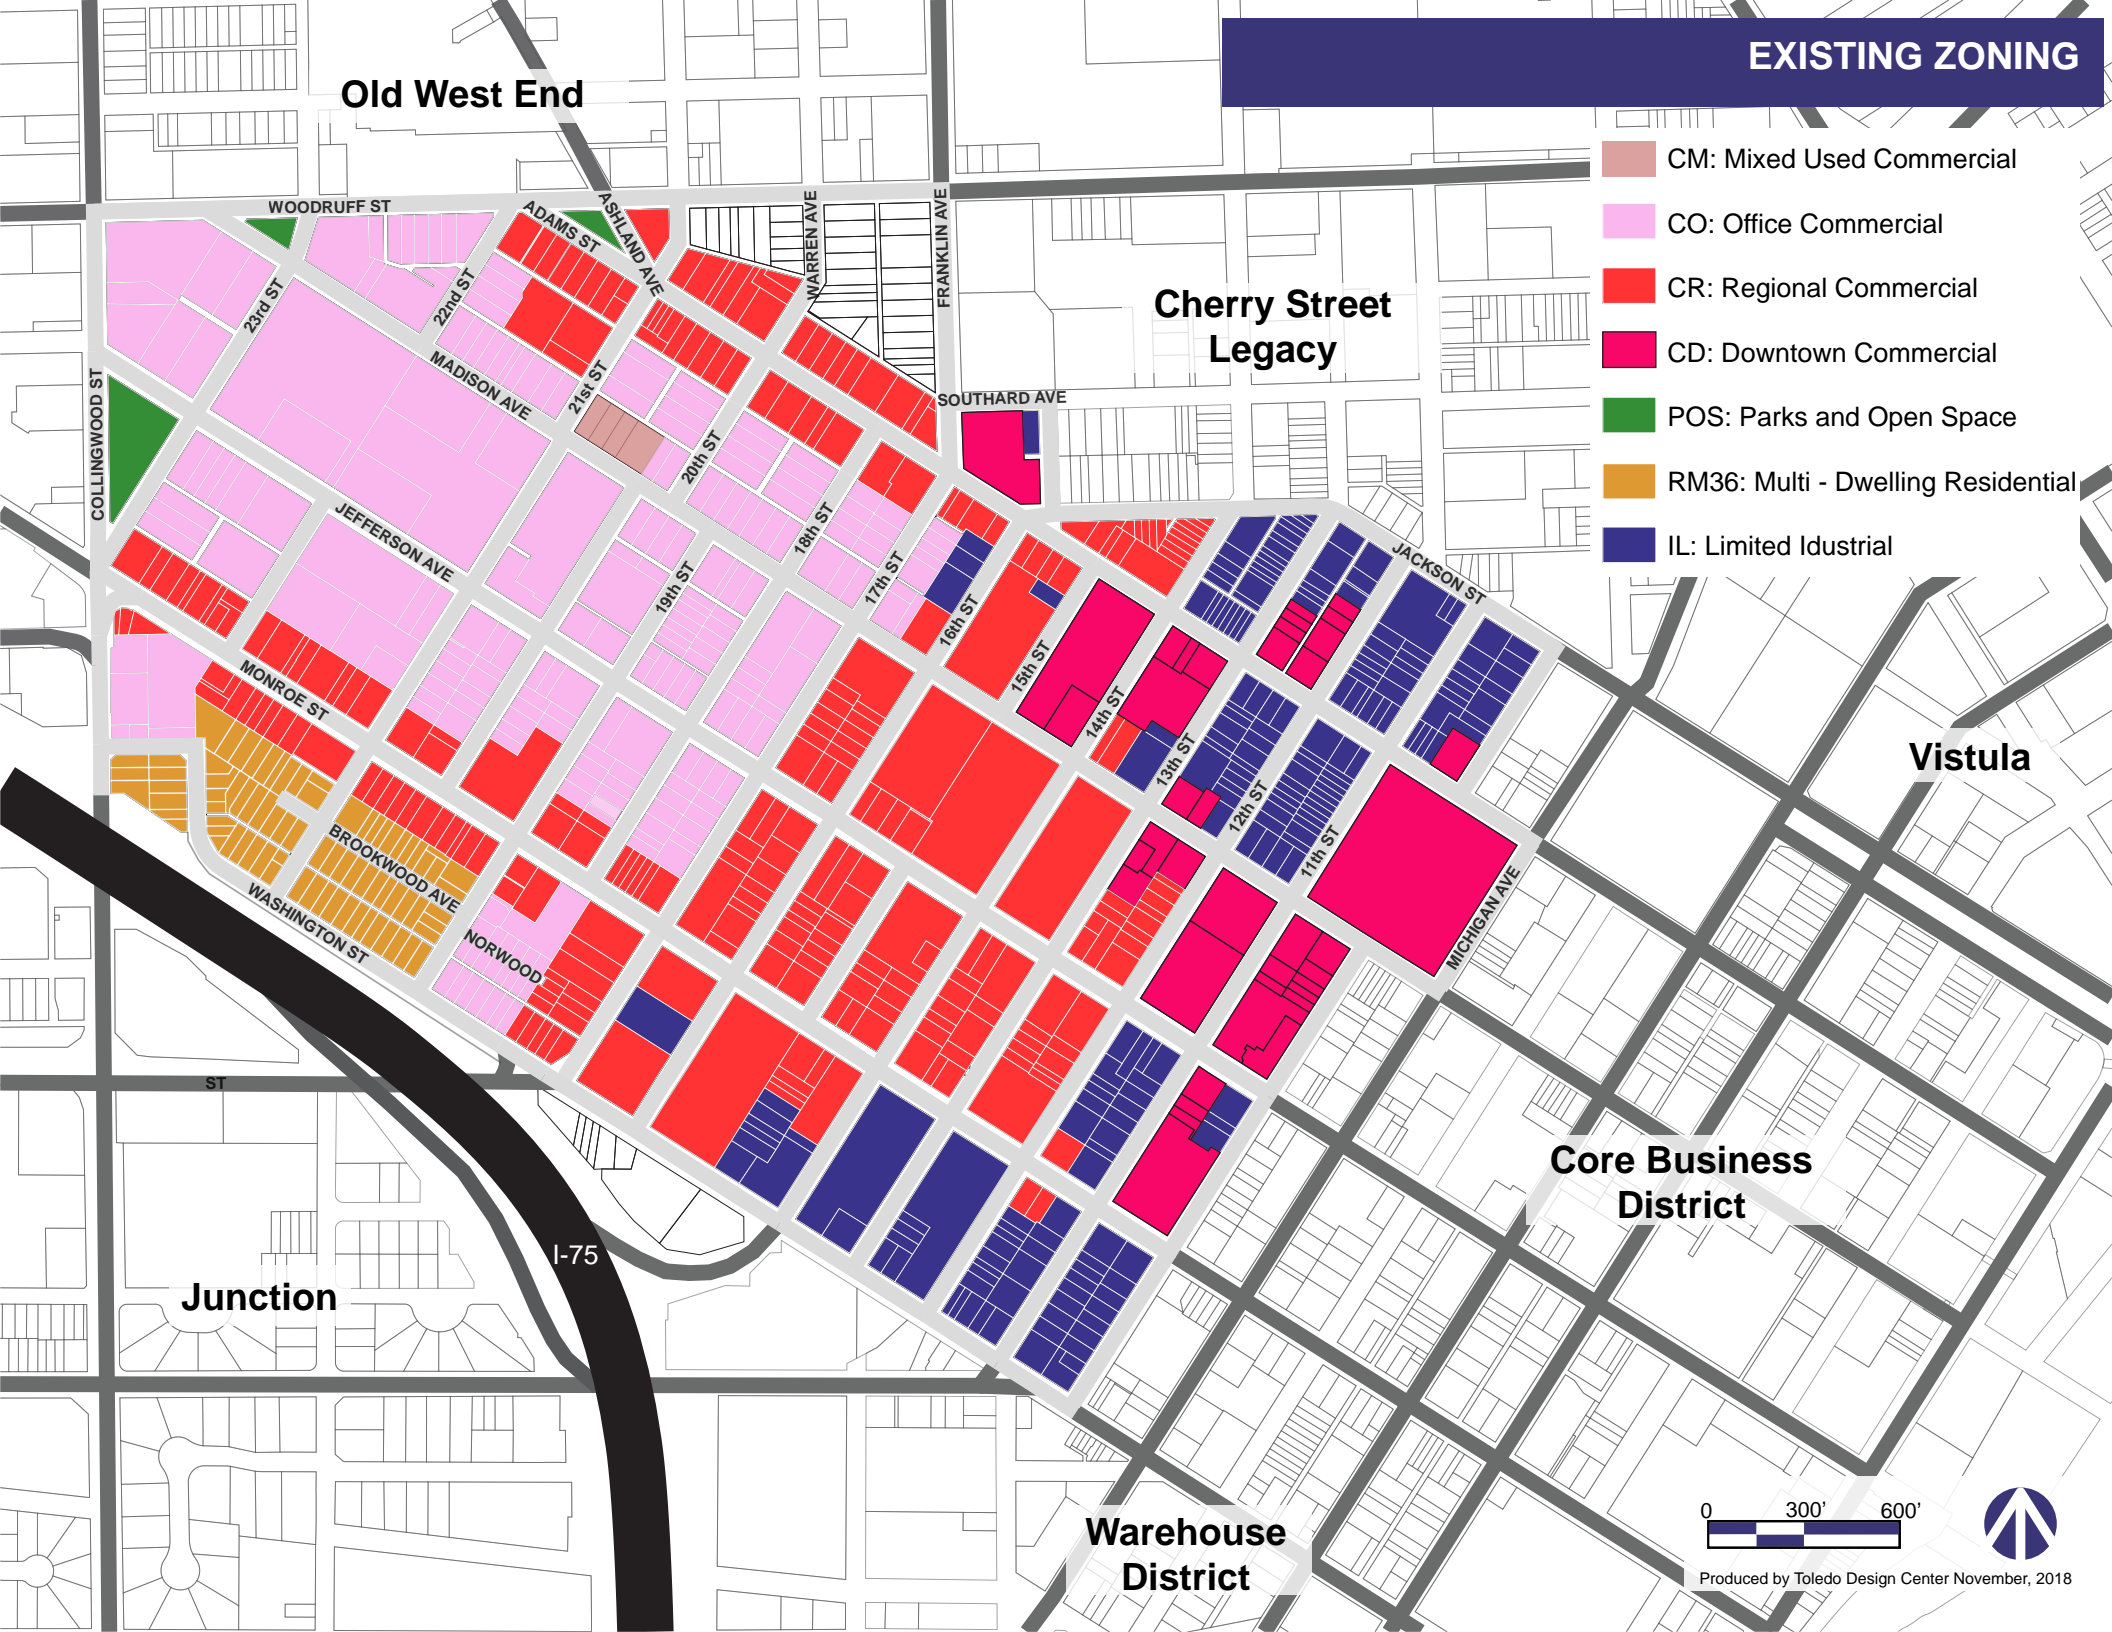 EXISTING ZONING
Old West End
CM: Mixed Used Commercial
CO: Office Commercial
CR: Regional Commercial
CD: Downtown Commercial
POS: Parks and Open Space
RM36: Multi - Dwelling Residential
IL: Limited Idustrial
WOODRUFF ST
ADAMS ST
ASHLAND AVE
WARREN AVE
FRANKLIN AVE
Cherry Street
Legacy
23rd ST
22nd ST
MADISON AVE
21st ST
COLLINGWOOD ST
SOUTHARD AVE
20th ST
JEFFERSON AVE
18th ST
19th ST
17th ST
16th ST
JACKSON ST
MONROE ST
15th ST
14th ST
13th ST
12th ST
11th ST
MICHIGAN AVE
Vistula
BROOKWOOD AVE
WASHINGTON ST
NORWOOD
ST
Core Business
District
I-75
Junction
Warehouse
District
0 300' 600'
Produced by Toledo Design Center November, 2018